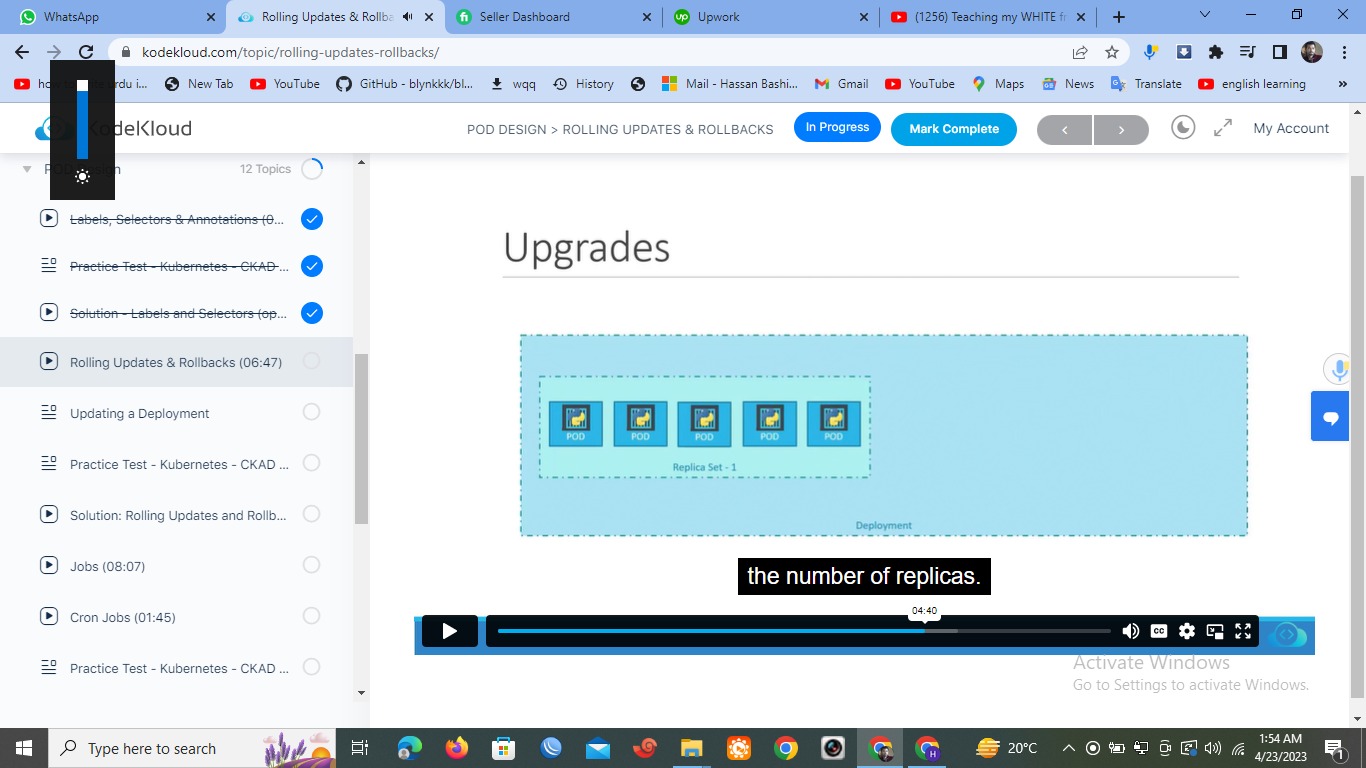 WhatsApp
Rolling Updates & Rollba
Seller Dashboard
Upwork
(1256) Teaching my WHITE fr
kodekloud.com/topic/rolling-updates-rollbacks/
urdu i...
New Tab
YouTube
GitHub - blynkkk/bl...
wqd
History
Mail - Hassan Rashi...
Gmail
YouTube
Maps
News
Translate
english learning
»
KodeKloud
POD DESIGN > ROLLING UPDATES & ROLLBACKS
In Progress
Mark Complete
<
>
My Account
12 Topics
Labels, Selectors & Annotations (0...
Practice Test - Kubernetes - CKAD ...
Solution - Labels and Selectors (op...
Rolling Updates & Rollbacks (06:47)
Updating a Deployment
Practice Test - Kubernetes - CKAD ...
Solution: Rolling Updates and Rollb...
Jobs (08:07)
Cron Jobs (01:45)
Practice Test - Kubernetes - CKAD ...
Upgrades
POD POD POD POD POD
Replica Set - 1
Deployment
the number of replicas.
04:40
CC
Activate Windows
Go to Settings to activate Windows.
Type here to search
20°C
1:54 AM
4/23/2023
1